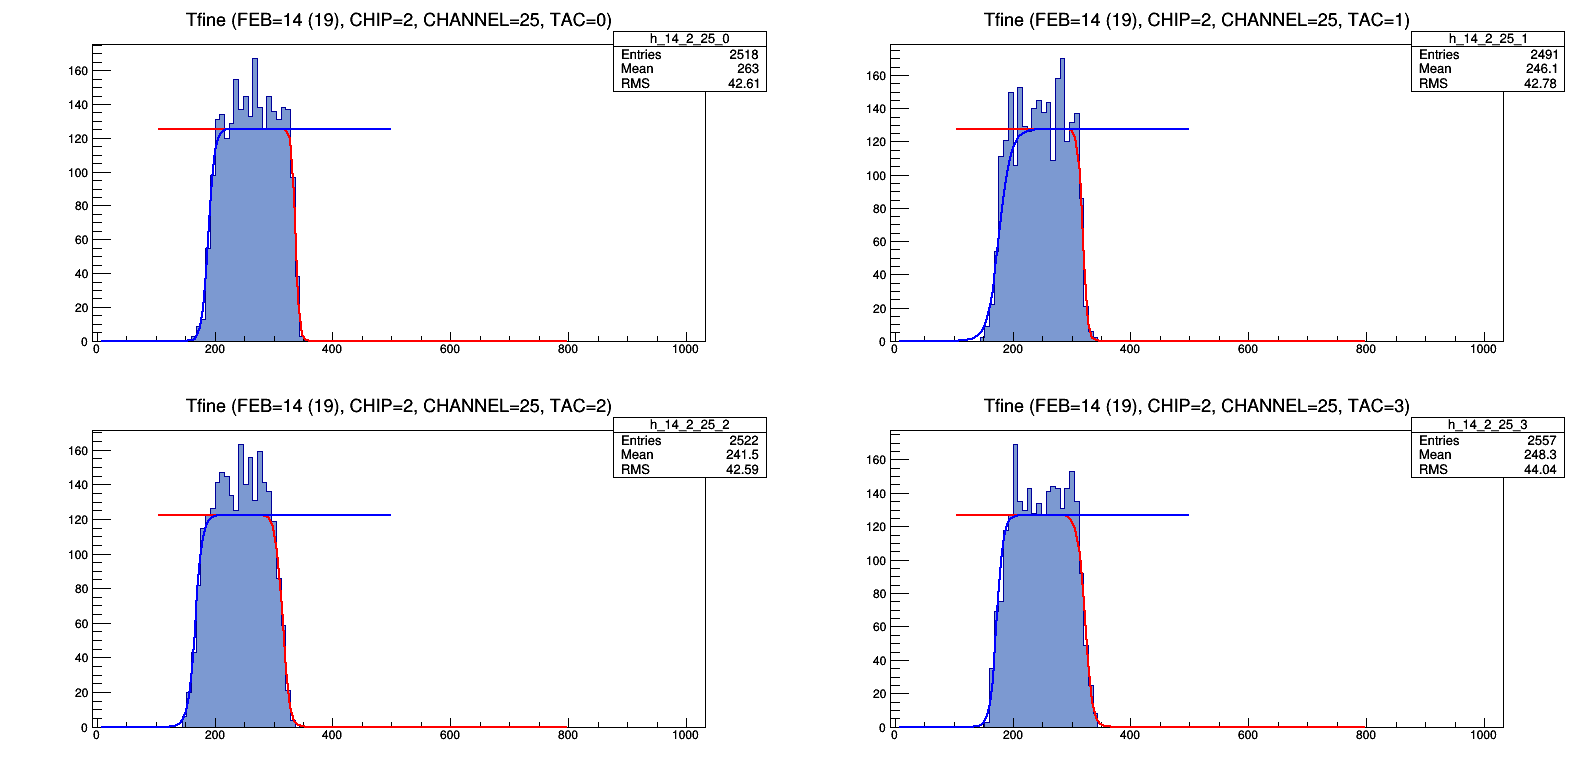 Tfine (FEB=14 (19), CHIP=2, CHANNEL=25, TAC=0)
h_14_2_25_0
Entries 2518
Mean 263
RMS 42.61
160
140
120
100
80
60
40
20
0
0 200 400 600 800 1000
Tfine (FEB=14 (19), CHIP=2, CHANNEL=25, TAC=1)
h_14_2_25_1
Entries 2491
Mean 246.1
RMS 42.78
160
140
120
100
80
60
40
20
0
0 200 400 600 800 1000
Tfine (FEB=14 (19), CHIP=2, CHANNEL=25, TAC=2)
h_14_2_25_2
Entries 2522
Mean 241.5
RMS 42.59
160
140
120
100
80
60
40
20
0
0 200 400 600 800 1000
Tfine (FEB=14 (19), CHIP=2, CHANNEL=25, TAC=3)
h_14_2_25_3
Entries 2557
Mean 248.3
RMS 44.04
160
140
120
100
80
60
40
20
0
0 200 400 600 800 1000